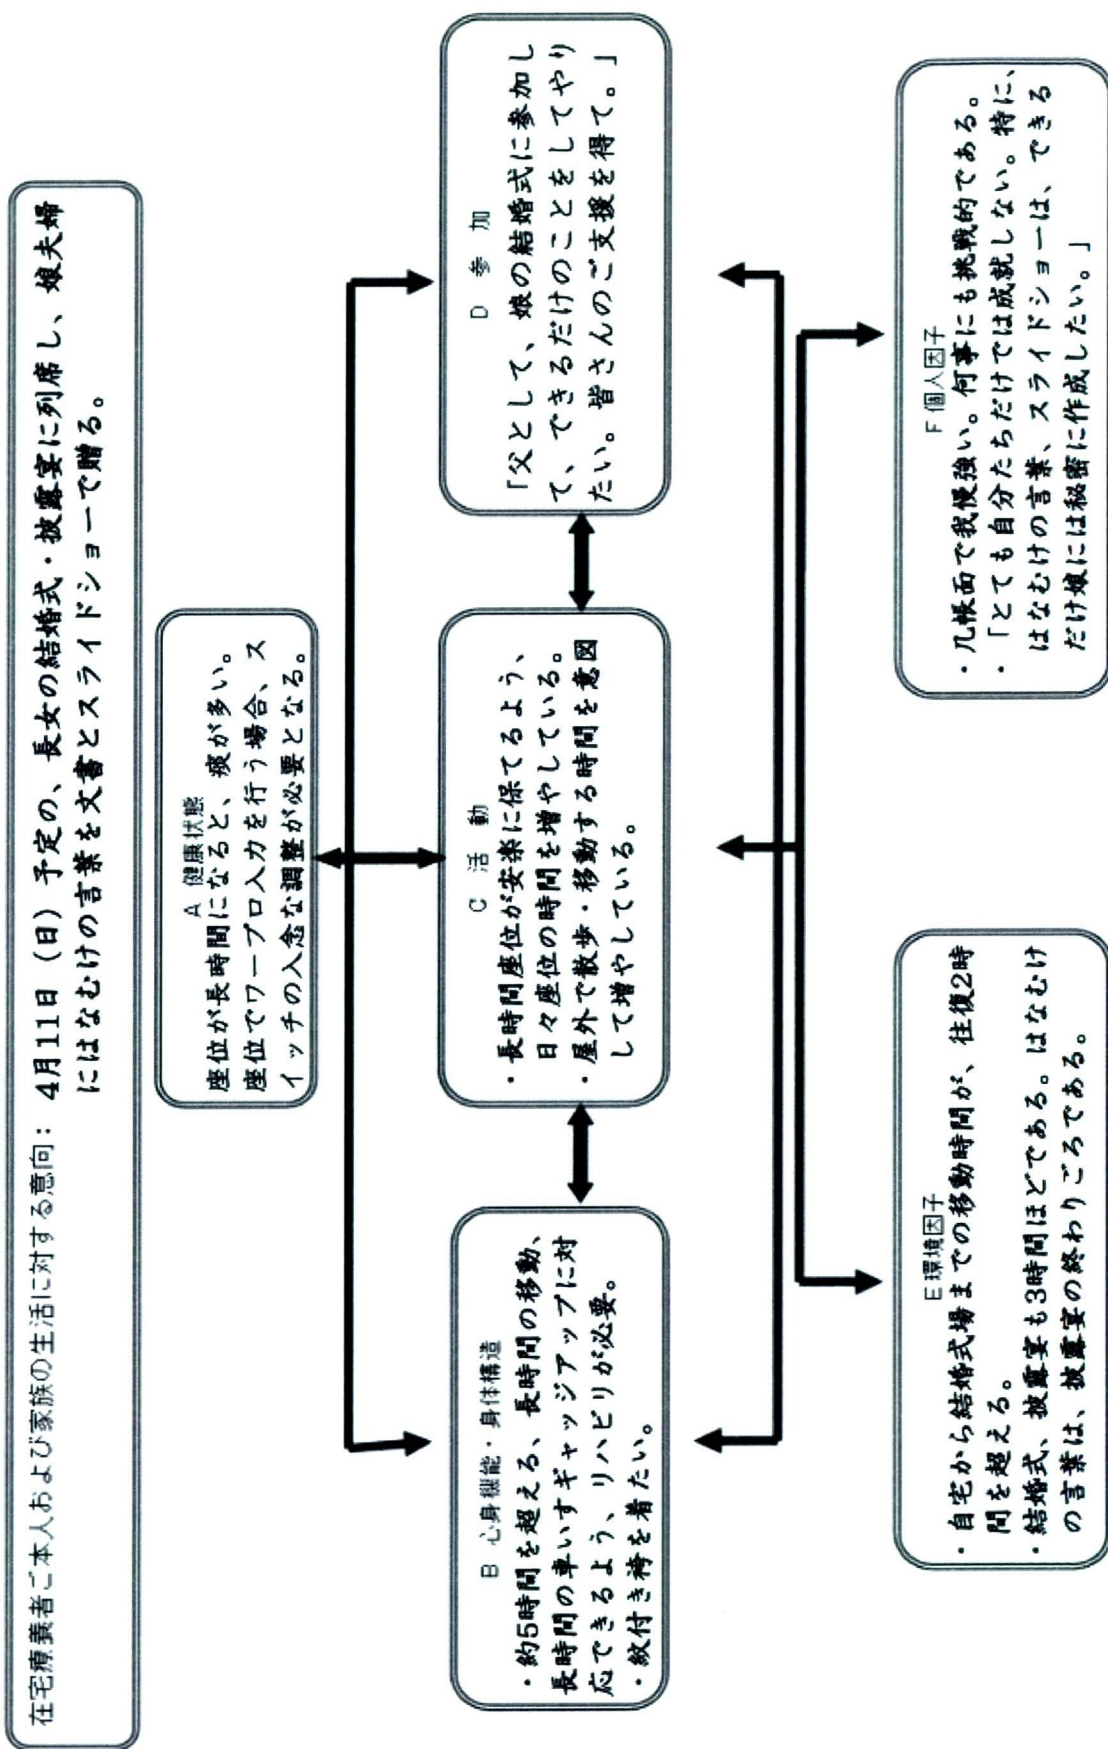 在宅療養者ご本人および家族の生活に対する意向：４月11日（日）予定の、長女の結婚式・披露宴に列席し、娘夫婦
にはなむけの言葉を文書とスライドショーで贈る。
A 健康状態
座位が長時間になると、痰が多い。
座位でワープロ入力を行う場合、ス
イッチの入念な調整が必要となる。
B 心身機能・身体構造
・約5時間を超える、長時間の移動、
長時間の車いすギャッジアップに対
応できるよう、リハビリが必要。
・紋付き袴を着たい。
C 活 動
・長時間座位が安楽に保てるよう、
日々座位の時間を増やしている。
・屋外で散歩・移動する時間を意図
して増やしている。
D 参 加
「父として、娘の結婚式に参加し
て、できるだけのことをしてやり
たい。皆さんのご支援を得て。」
E 環境因子
・自宅から結婚式場までの移動時間が、往復2時
間を超える。
・結婚式、披露宴も3時間ほどである。はなむけ
の言葉は、披露宴の終わりごろである。
F 個人因子
・几帳面で我慢強い。何事にも挑戦的である。
・「とても自分たちだけでは成就しない。特に、
はなむけの言葉、スライドショーは、できる
だけ娘には秘密に作成したい。」